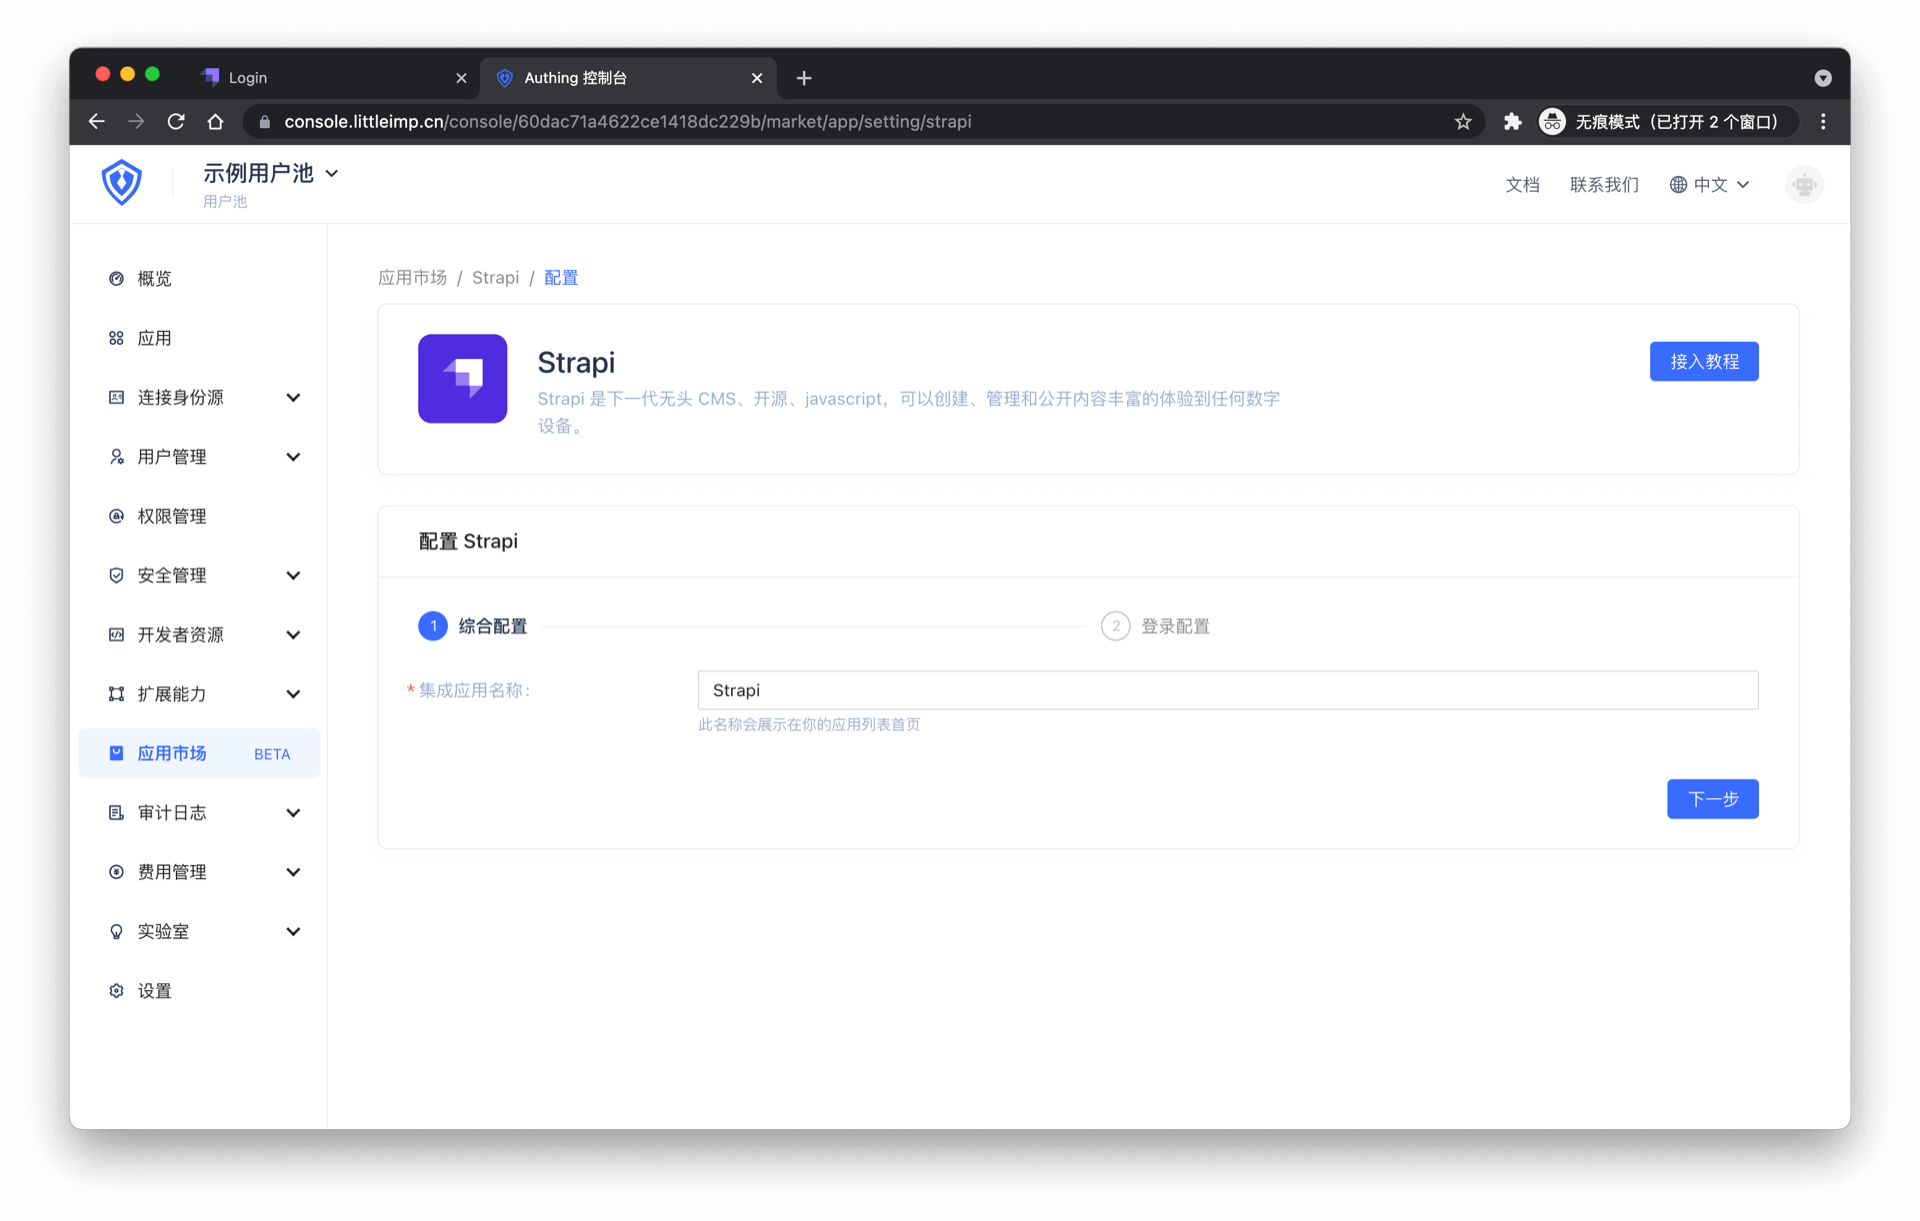 Login
Authing 控制台
console.littleimp.cn/console/60dac71a4622ce1418dc229b/market/app/setting/strapi
无痕模式（已打开 2 个窗口）
示例用户池
用户池
文档
联系我们
中文
概览
应用
连接身份源
用户管理
权限管理
安全管理
开发者资源
扩展能力
应用市场 BETA
审计日志
费用管理
实验室
设置
应用市场 / Strapi / 配置
Strapi
Strapi 是下一代无头 CMS、开源、javascript，可以创建、管理和公开内容丰富的体验到任何数字
设备。
接入教程
配置 Strapi
1 综合配置
2 登录配置
* 集成应用名称:
Strapi
此名称会展示在你的应用列表首页
下一步